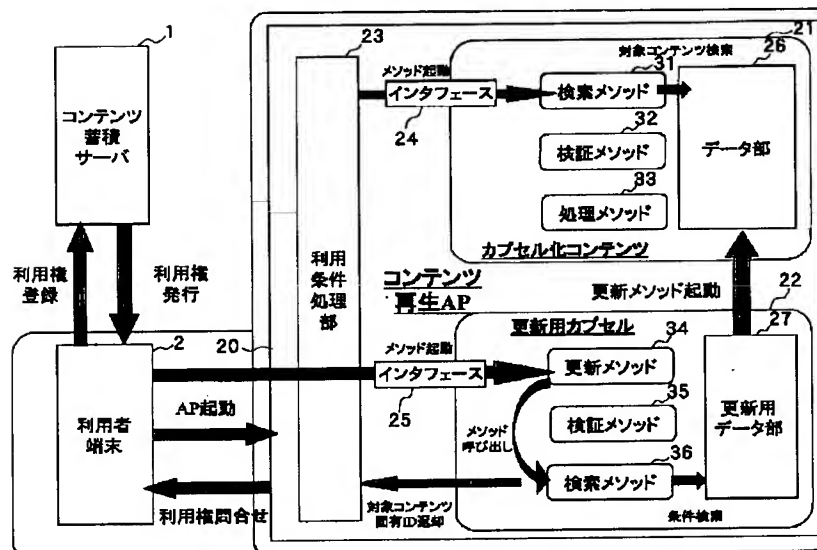 1
コンテンツ
蓄積
サーバ
利用権
登録
利用権
発行
2
利用者
端末
AP起動
利用権問合せ
20
23
利用
条件
処理
部
メソッド起動
インタフェース
24
コンテンツ
再生AP
メソッド起動
インタフェース
25
対象コンテンツ
固有ID返却
21
対象コンテンツ検索
26
31
検索メソッド
32
検証メソッド
33
処理メソッド
データ部
カプセル化コンテンツ
更新メソッド起動
22
更新用カプセル
27
34
更新メソッド
35
検証メソッド
メソッド
呼び出し
36
検索メソッド
更新用
データ部
条件検索